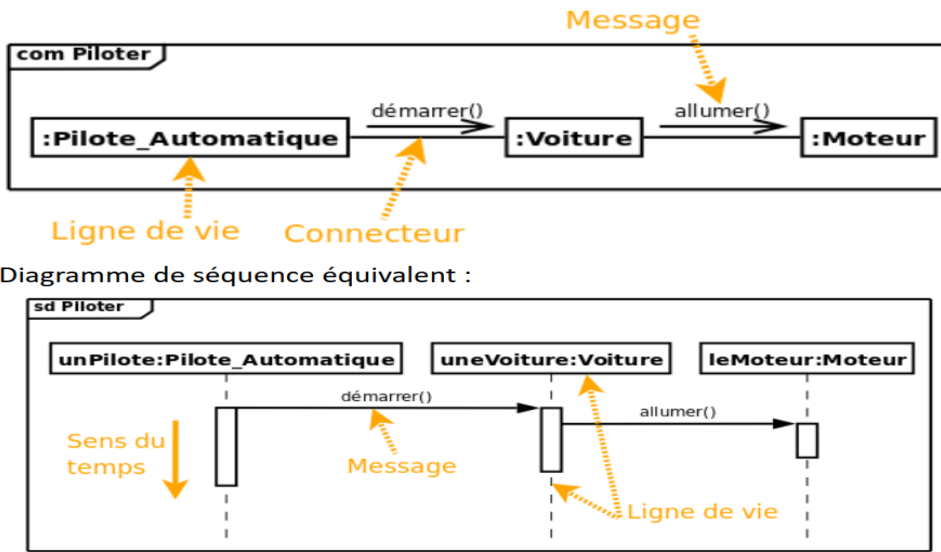 Message
com Piloter
démarrer()
allumer()
:Pilote_Automatique
:Voiture
:Moteur
Ligne de vie
Connecteur
Diagramme de séquence équivalent :
sd Piloter
unPilote:Pilote_Automatique
uneVoiture:Voiture
leMoteur:Moteur
démarrer()
allumer()
Sens du
temps
Message
Ligne de vie